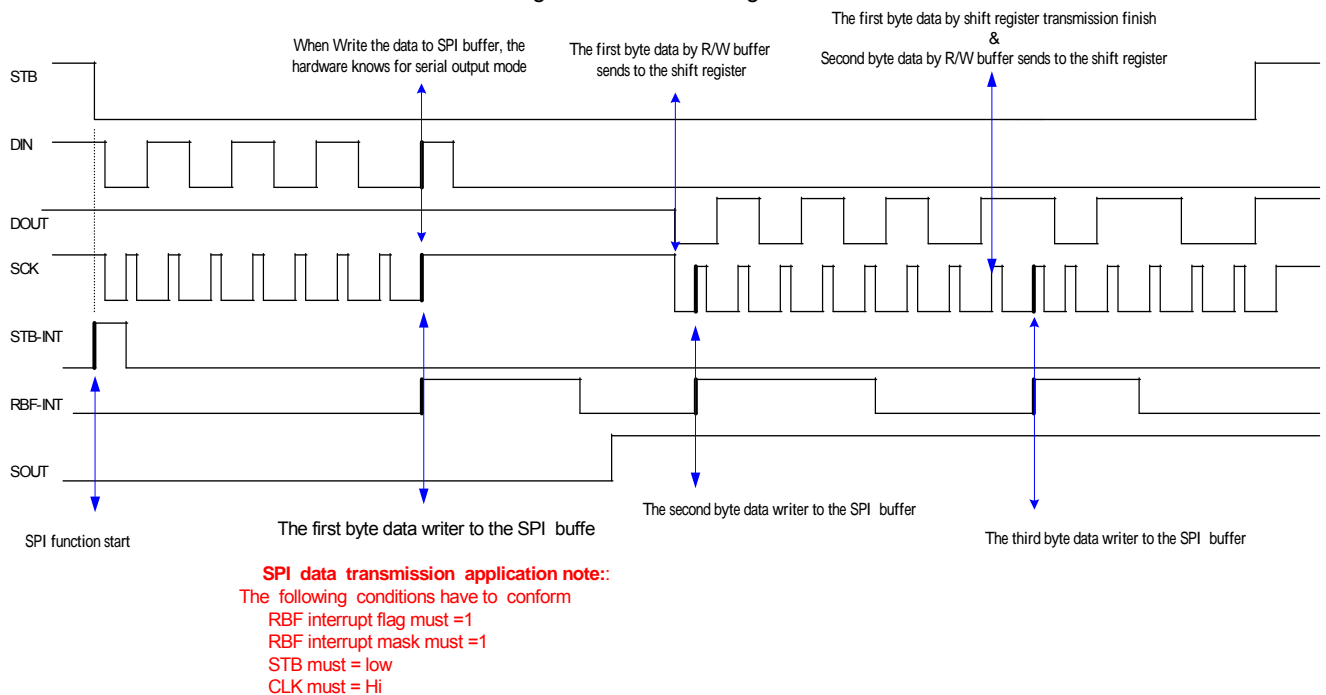 The first byte data by shift register transmission finish
&
Second byte data by R/W buffer sends to the shift register
When Write the data to SPI buffer, the
hardware knows for serial output mode
The first byte data by R/W buffer
sends to the shift register
STB
DIN
DOUT
SCK
STB-INT
RBF-INT
SOUT
SPI function start
The first byte data writer to the SPI buffe
The second byte data writer to the SPI buffer
The third byte data writer to the SPI buffer
SPI data transmission application note::
The following conditions have to conform
RBF interrupt flag must =1
RBF interrupt mask must =1
STB must = low
CLK must = Hi